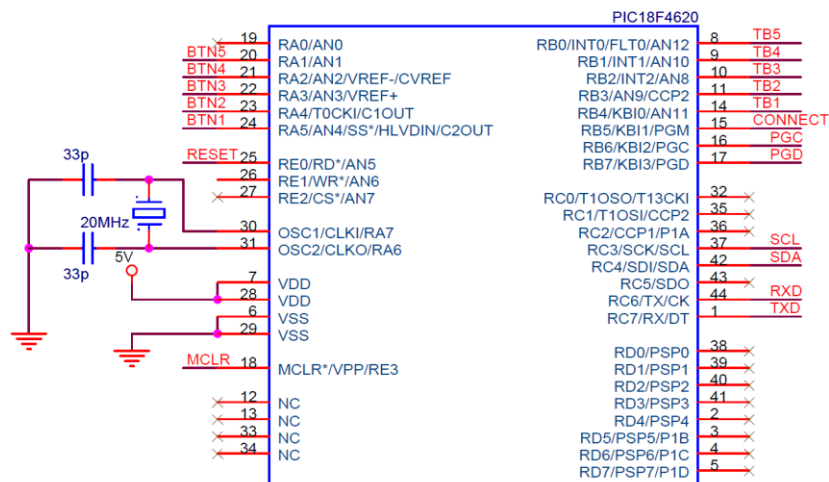 PIC18F4620
19 RA0/AN0
BTN5 20 RA1/AN1
BTN4 21 RA2/AN2/VREF-/CVREF
BTN3 22 RA3/AN3/VREF+
BTN2 23 RA4/T0CKI/C1OUT
BTN1 24 RA5/AN4/SS*/HLVDIN/C2OUT
RESET 25 RE0/RD*/AN5
26 RE1/WR*/AN6
27 RE2/CS*/AN7
33p
20MHz
33p
30 OSC1/CLKI/RA7
31 OSC2/CLKO/RA6
5V
7 VDD
28 VDD
6 VSS
29 VSS
MCLR 18 MCLR*/VPP/RE3
12 NC
13 NC
33 NC
34 NC
RB0/INT0/FLT0/AN12 8 TB5
RB1/INT1/AN10 9 TB4
RB2/INT2/AN8 10 TB3
RB3/AN9/CCP2 11 TB2
RB4/KBI0/AN11 14 TB1
RB5/KBI1/PGM 15 CONNECT
RB6/KBI2/PGC 16 PGC
RB7/KBI3/PGD 17 PGD
RC0/T1OSO/T13CKI 32
RC1/T1OSI/CCP2 35
RC2/CCP1/P1A 36
RC3/SCK/SCL 37 SCL
RC4/SDI/SDA 42 SDA
RC5/SDO 43
RC6/TX/CK 44 RXD
RC7/RX/DT 1 TXD
RD0/PSP0 38
RD1/PSP1 39
RD2/PSP2 40
RD3/PSP3 41
RD4/PSP4 2
RD5/PSP5/P1B 3
RD6/PSP6/P1C 4
RD7/PSP7/P1D 5